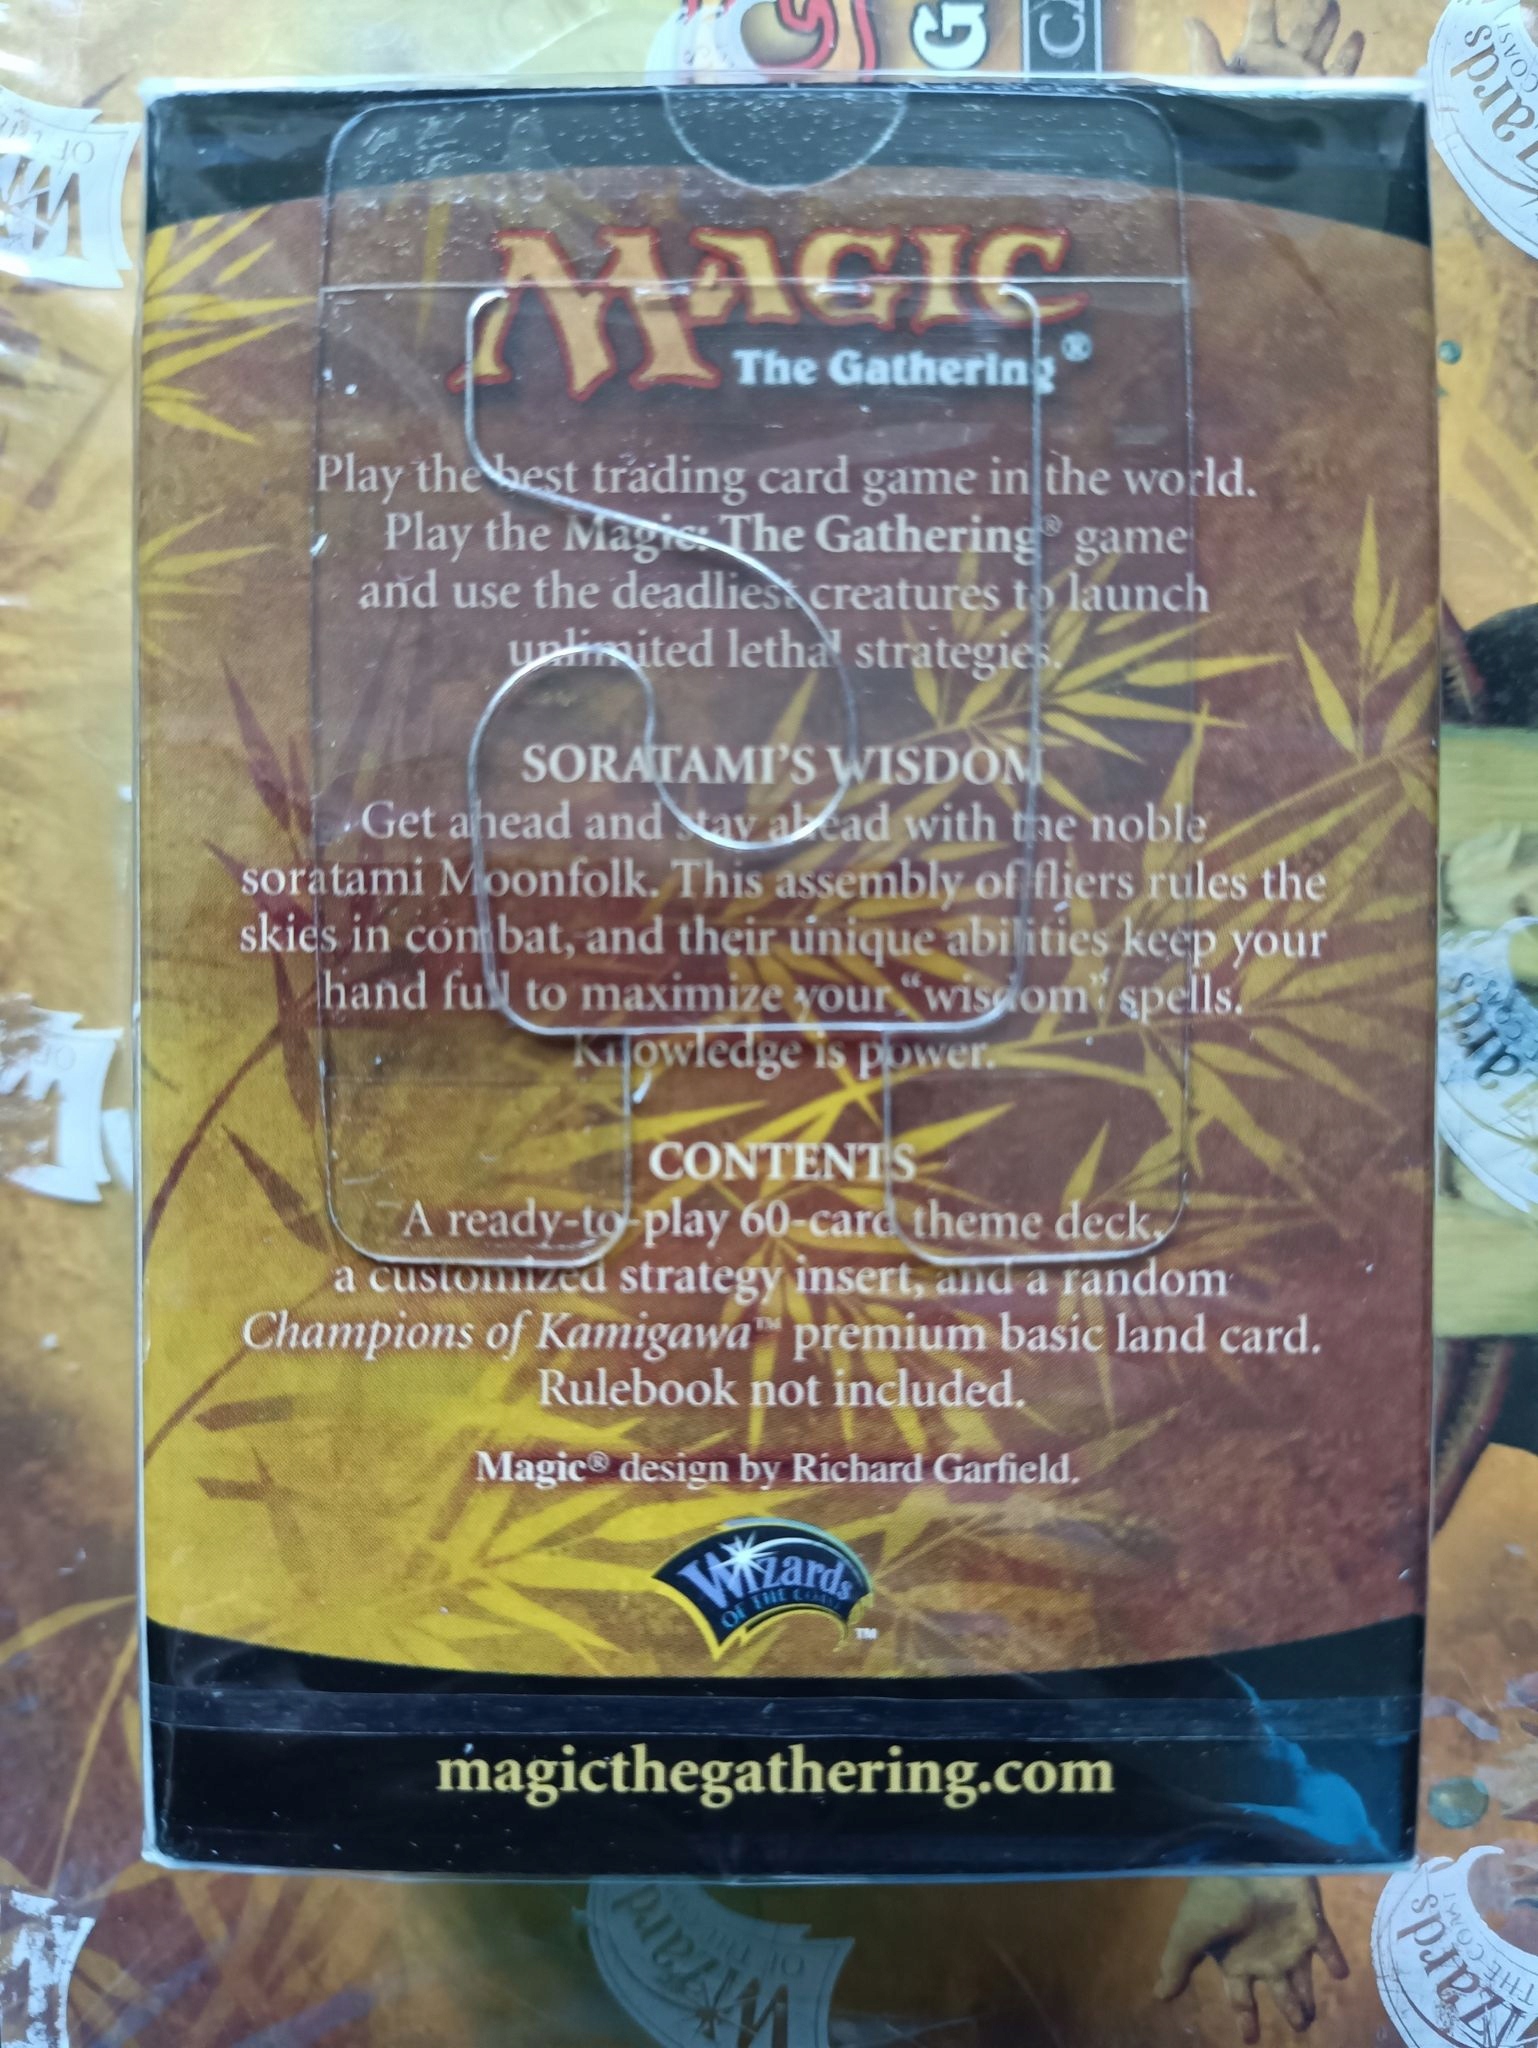 MAGIC
The Gathering®
Play the best trading card game in the world.
Play the Magic: The Gathering® game
and use the deadliest creatures to launch
unlimited lethal strategies.
SORATAMI'S WISDOM
Get ahead and stay ahead with the noble
soratami Moonfolk. This assembly of fliers rules the
skies in combat, and their unique abilities keep your
hand full to maximize your “wisdom” spells.
Knowledge is power.
CONTENTS
A ready-to-play 60-card theme deck,
a customized strategy insert, and a random
Champions of Kamigawa™ premium basic land card.
Rulebook not included.
Magic® design by Richard Garfield.
Wizards
OF THE COAST
™
magicthegathering.com